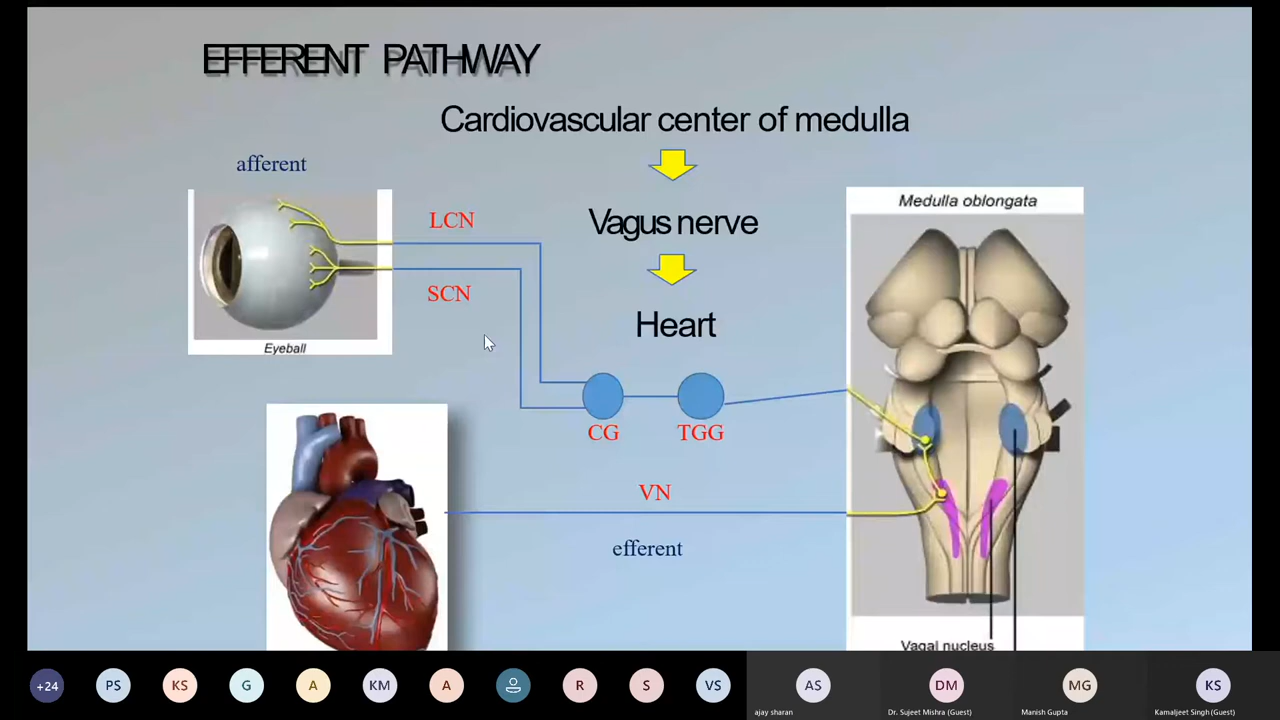 EFFERENT PATHWAY
Cardiovascular center of medulla
afferent
Medulla oblongata
LCN
Vagus nerve
SCN
Heart
Eyeball
CG
TGG
VN
efferent
Vagal nucleus
+24
PS
KS
G
A
KM
A
R
S
VS
AS
DM
MG
KS
ajay sharan
Dr. Sujeet Mishra (Guest)
Manish Gupta
Kamaljeet Singh (Guest)